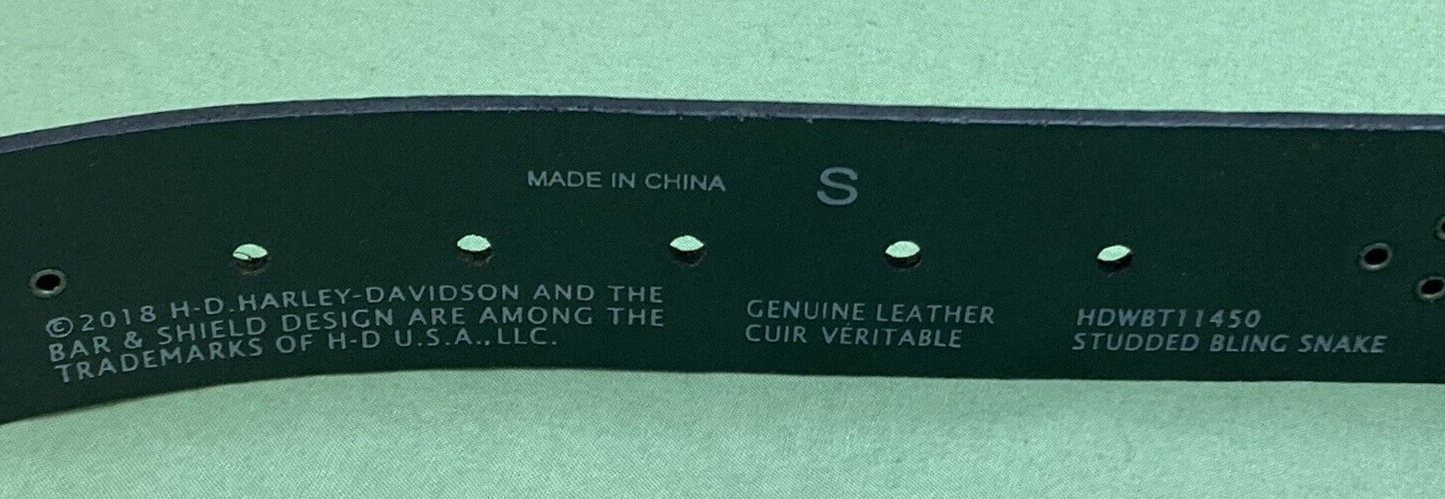 MADE IN CHINA
S
©2018 H-D.HARLEY-DAVIDSON AND THE
BAR & SHIELD DESIGN ARE AMONG THE
TRADEMARKS OF H-D U.S.A., LLC.
GENUINE LEATHER
CUIR VÉRITABLE
HDWBT11450
STUDDED BLING SNAKE